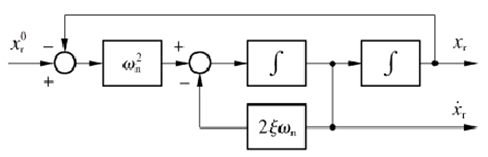 x_r^0 − + ω_n^2 + − ∫ ∫ x_r
2ξω_n ẋ_r